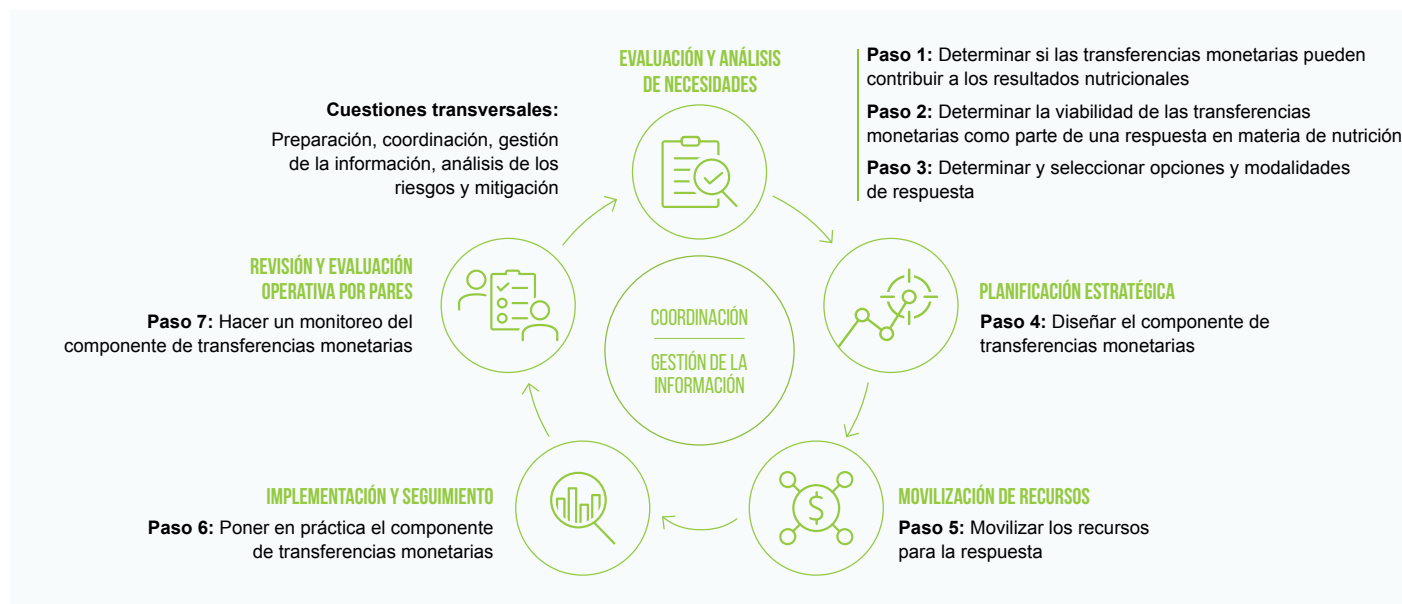 EVALUACIÓN Y ANÁLISIS
DE NECESIDADES
Paso 1: Determinar si las transferencias monetarias pueden
contribuir a los resultados nutricionales
Paso 2: Determinar la viabilidad de las transferencias
monetarias como parte de una respuesta en materia de nutrición
Paso 3: Determinar y seleccionar opciones y modalidades
de respuesta
Cuestiones transversales:
Preparación, coordinación, gestión
de la información, análisis de los
riesgos y mitigación
PLANIFICACIÓN ESTRATÉGICA
Paso 4: Diseñar el componente de
transferencias monetarias
MOVILIZACIÓN DE RECURSOS
Paso 5: Movilizar los recursos
para la respuesta
$
IMPLEMENTACIÓN Y SEGUIMIENTO
Paso 6: Poner en práctica el componente
de transferencias monetarias
REVISIÓN Y EVALUACIÓN
OPERATIVA POR PARES
Paso 7: Hacer un monitoreo del
componente de transferencias monetarias
COORDINACIÓN
GESTIÓN DE LA
INFORMACIÓN